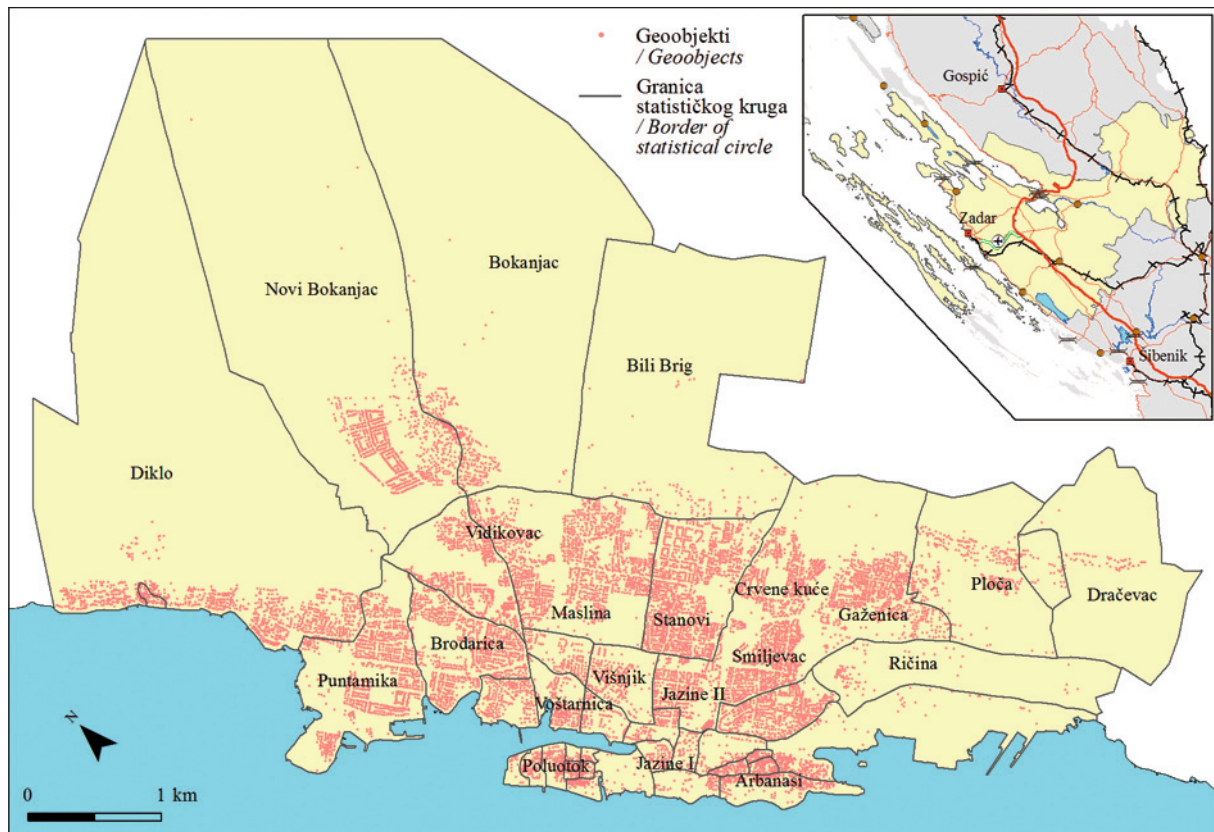 Geoobjekti
/ Geoobjects
Granica
statističkog kruga
/ Border of
statistical circle
Gospić
Zadar
Šibenik
Bokanjac
Novi Bokanjac
Bili Brig
Diklo
Vidikovac
Crvene kuće
Ploča
Maslina
Stanovi
Gaženica
Dračevac
Brodarica
Smiljevac
Ričina
Puntamika
Višnjik
Voštarnica
Jazine II
Poluotok
Jazine I
Arbanasi
N
0 1 km